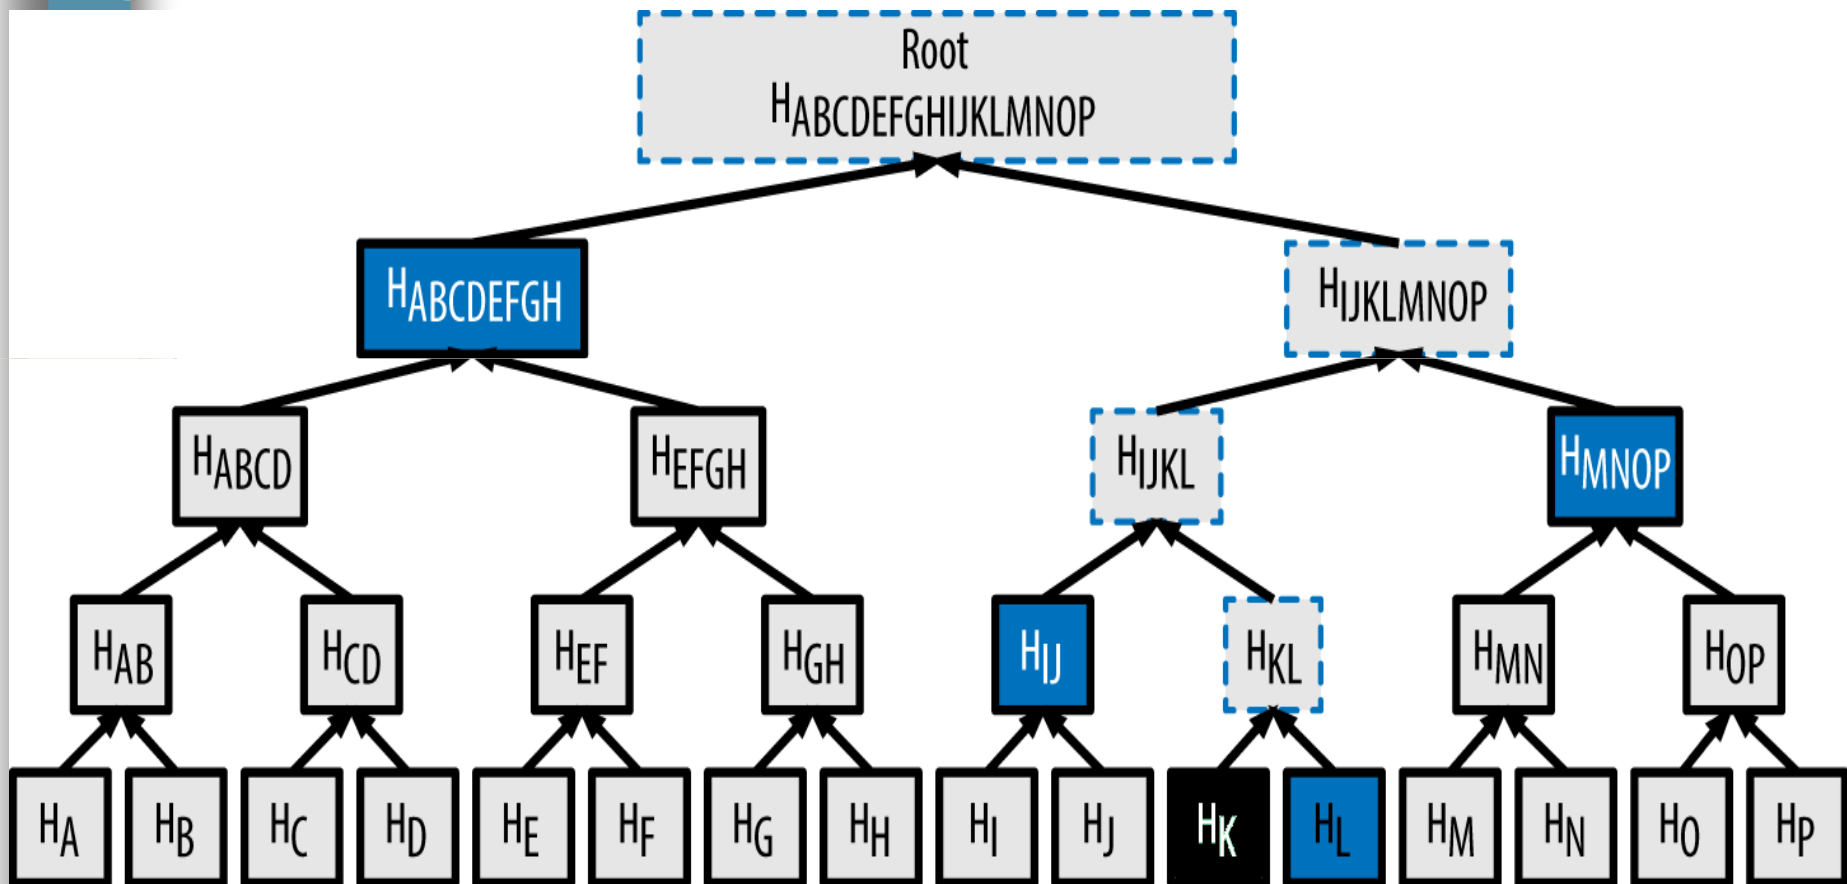 Root
HABCDEFGHIJKLMNOP
HABCDEFGH
HIJKLMNOP
HABCD
HEFGH
HIJKL
HMNOP
HAB
HCD
HEF
HGH
HIJ
HKL
HMN
HOP
HA
HB
HC
HD
HE
HF
HG
HH
HI
HJ
HK
HL
HM
HN
HO
HP